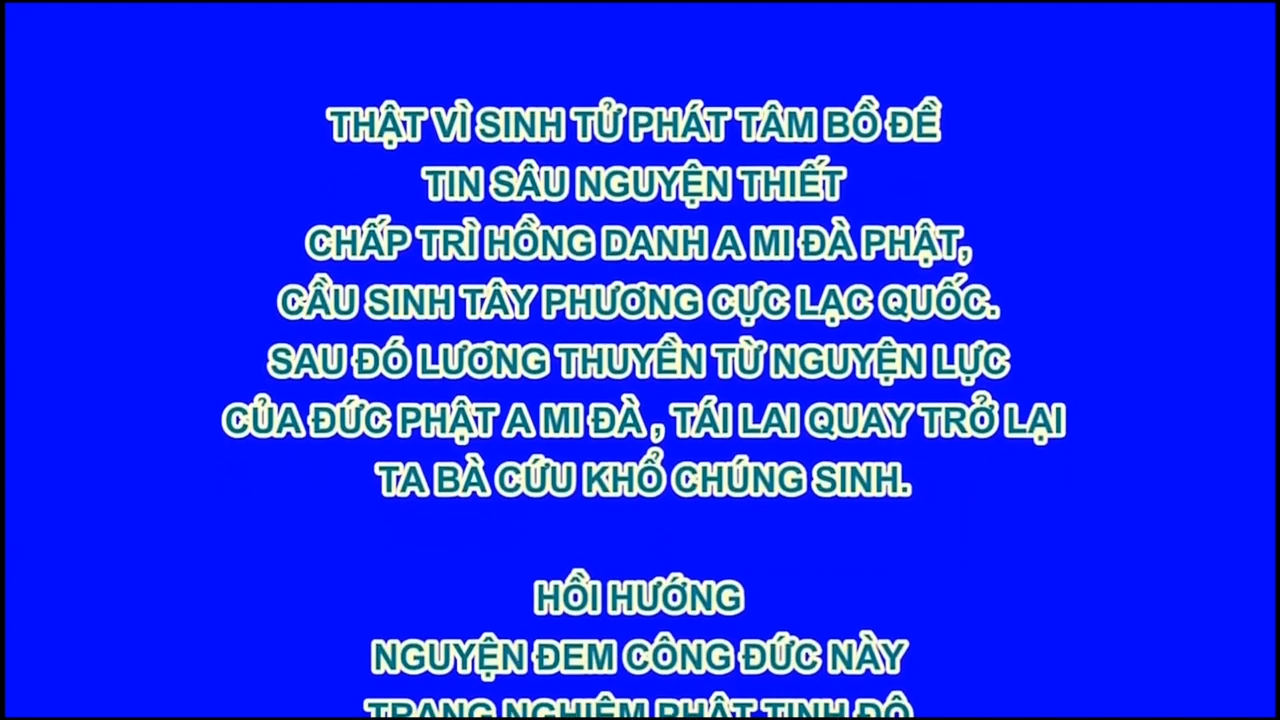 THẬT VÌ SINH TỬ PHÁT TÂM BỒ ĐỀ
TIN SÂU NGUYỆN THIẾT
CHẤP TRÌ HỒNG DANH A MI ĐÀ PHẬT,
CẦU SINH TÂY PHƯƠNG CỰC LẠC QUỐC.
SAU ĐÓ LƯƠNG THUYỀN TỪ NGUYỆN LỰC
CỦA ĐỨC PHẬT A MI ĐÀ , TÁI LAI QUAY TRỞ LẠI
TA BÀ CỨU KHỔ CHÚNG SINH.
HỒI HƯỚNG
NGUYỆN ĐEM CÔNG ĐỨC NÀY
TRANG NGHIÊM PHẬT TỊNH ĐỘ